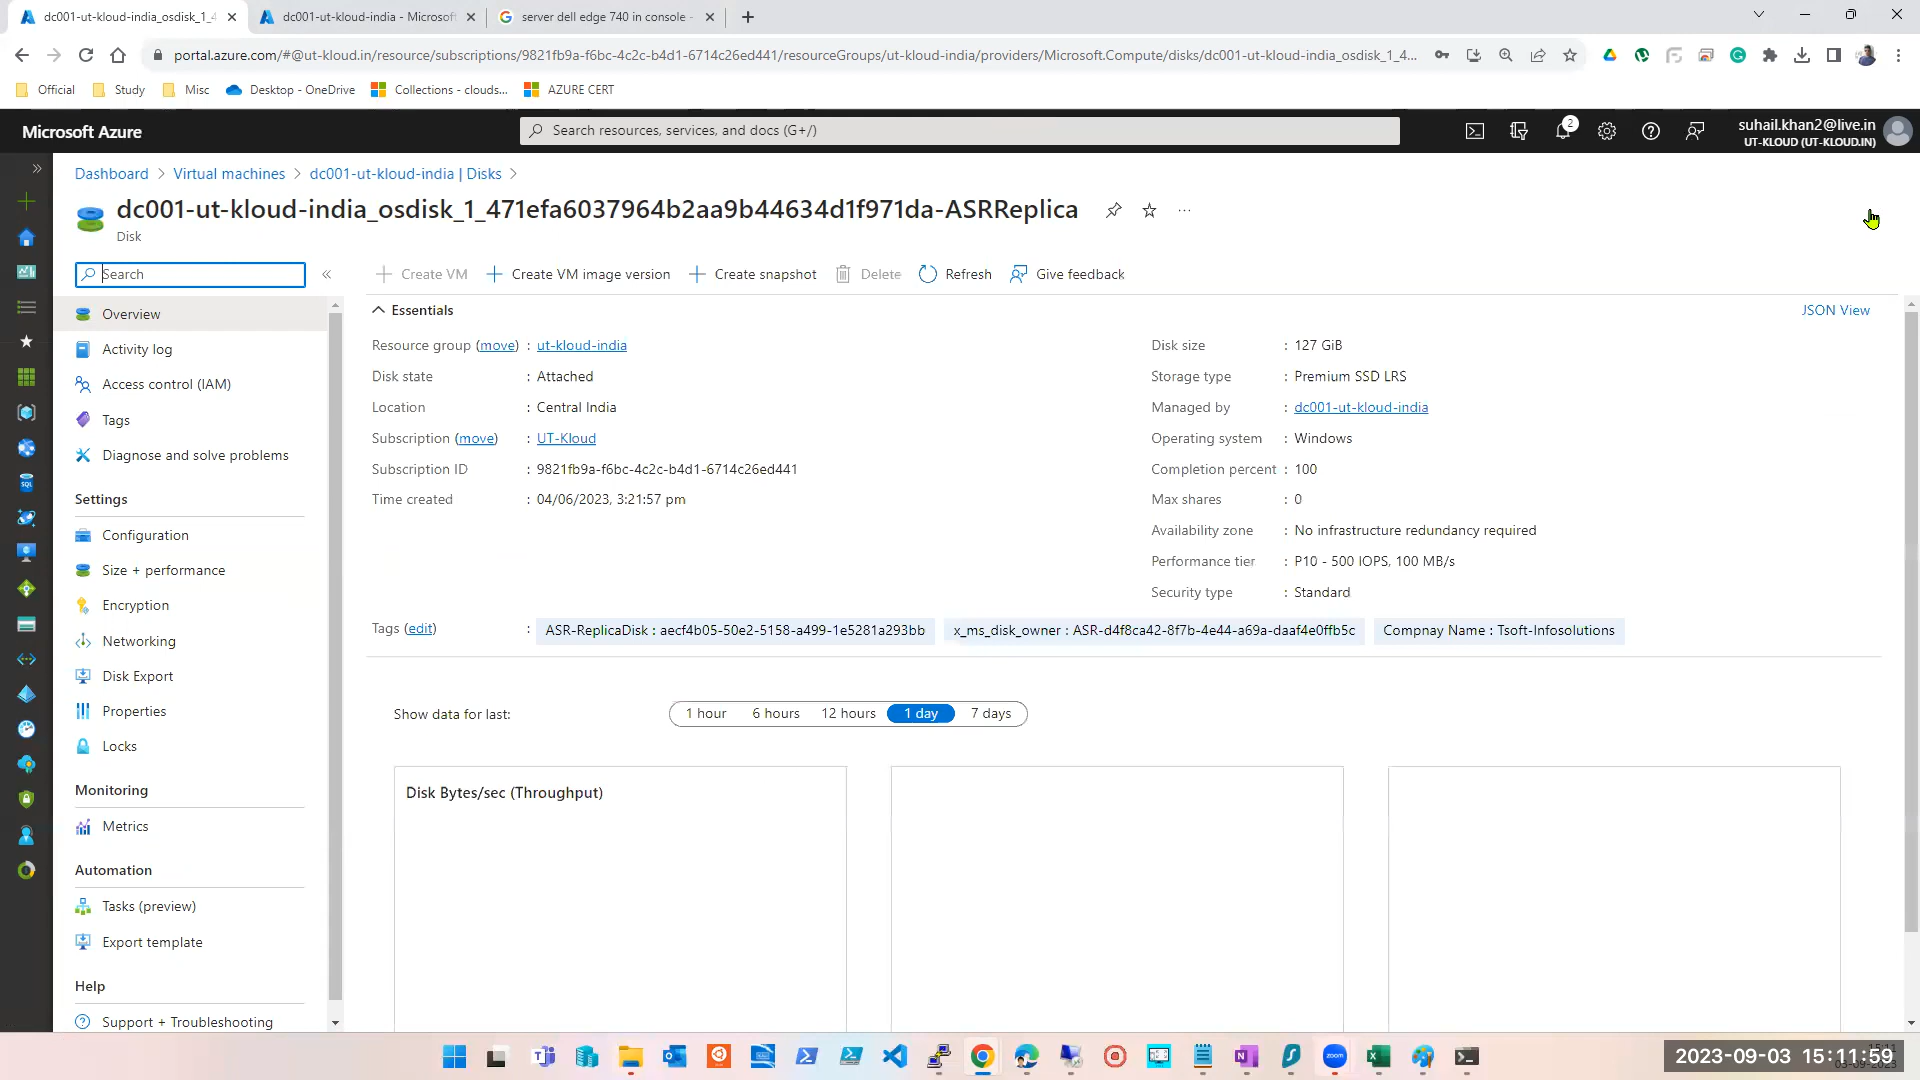 dc001-ut-kloud-india_osdisk_1_4
dc001-ut-kloud-india - Microsoft
server dell edge 740 in console -
portal.azure.com/#@ut-kloud.in/resource/subscriptions/9821fb9a-f6bc-4c2c-b4d1-6714c26ed441/resourceGroups/ut-kloud-india/providers/Microsoft.Compute/disks/dc001-ut-kloud-india_osdisk_1_4...
Official Study Misc Desktop - OneDrive Collections - clouds... AZURE CERT
Microsoft Azure
Search resources, services, and docs (G+/)
2
suhail.khan2@live.in
UT-KLOUD (UT-KLOUD.IN)
Dashboard > Virtual machines > dc001-ut-kloud-india | Disks >
dc001-ut-kloud-india_osdisk_1_471efa6037964b2aa9b44634d1f971da-ASRReplica
Disk
Search
Create VM
Create VM image version
Create snapshot
Delete
Refresh
Give feedback
Overview
Activity log
Access control (IAM)
Tags
Diagnose and solve problems
Settings
Configuration
Size + performance
Encryption
Networking
Disk Export
Properties
Locks
Monitoring
Metrics
Automation
Tasks (preview)
Export template
Help
Support + Troubleshooting
Essentials
JSON View
Resource group (move) : ut-kloud-india
Disk state : Attached
Location : Central India
Subscription (move) : UT-Kloud
Subscription ID : 9821fb9a-f6bc-4c2c-b4d1-6714c26ed441
Time created : 04/06/2023, 3:21:57 pm
Disk size : 127 GiB
Storage type : Premium SSD LRS
Managed by : dc001-ut-kloud-india
Operating system : Windows
Completion percent : 100
Max shares : 0
Availability zone : No infrastructure redundancy required
Performance tier : P10 - 500 IOPS, 100 MB/s
Security type : Standard
Tags (edit) : ASR-ReplicaDisk : aecf4b05-50e2-5158-a499-1e5281a293bb x_ms_disk_owner : ASR-d4f8ca42-8f7b-4e44-a69a-daaf4e0ffb5c Compnay Name : Tsoft-Infosolutions
Show data for last: 1 hour 6 hours 12 hours 1 day 7 days
Disk Bytes/sec (Throughput)
2023-09-03 15:11:59